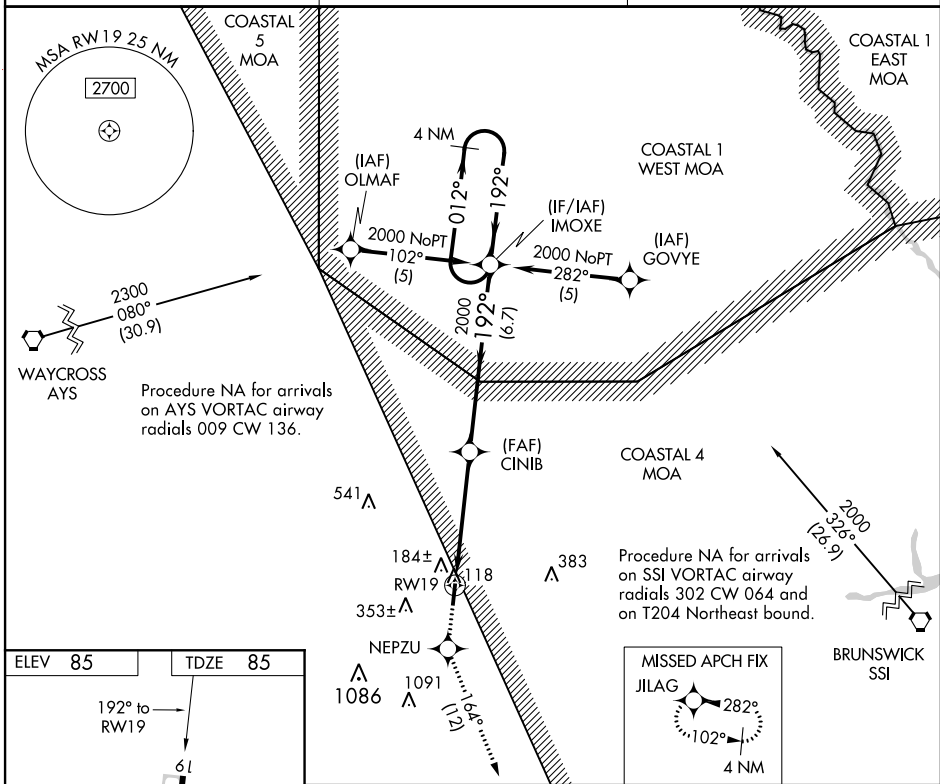 MSA RW19 25 NM
2700
COASTAL
5
MOA
COASTAL 1
EAST
MOA
COASTAL 1
WEST MOA
4 NM
012°
192°
(IAF)
OLMAF
2000 NoPT
102°
(5)
(IF/IAF)
IMOXE
2000 NoPT
282°
(5)
(IAF)
GOVYE
2000
192°
(6.7)
2300
080°
(30.9)
WAYCROSS
AYS
Procedure NA for arrivals
on AYS VORTAC airway
radials 009 CW 136.
(FAF)
CINIB
COASTAL 4
MOA
2000
326°
(26.9)
541
184±
118
RW19
383
353±
Procedure NA for arrivals
on SSI VORTAC airway
radials 302 CW 064 and
on T204 Northeast bound.
BRUNSWICK
SSI
NEPZU
1086
1091
164°
(12)
MISSED APCH FIX
JILAG
282°
102°
4 NM
ELEV 85
TDZE 85
192° to
RW19
19